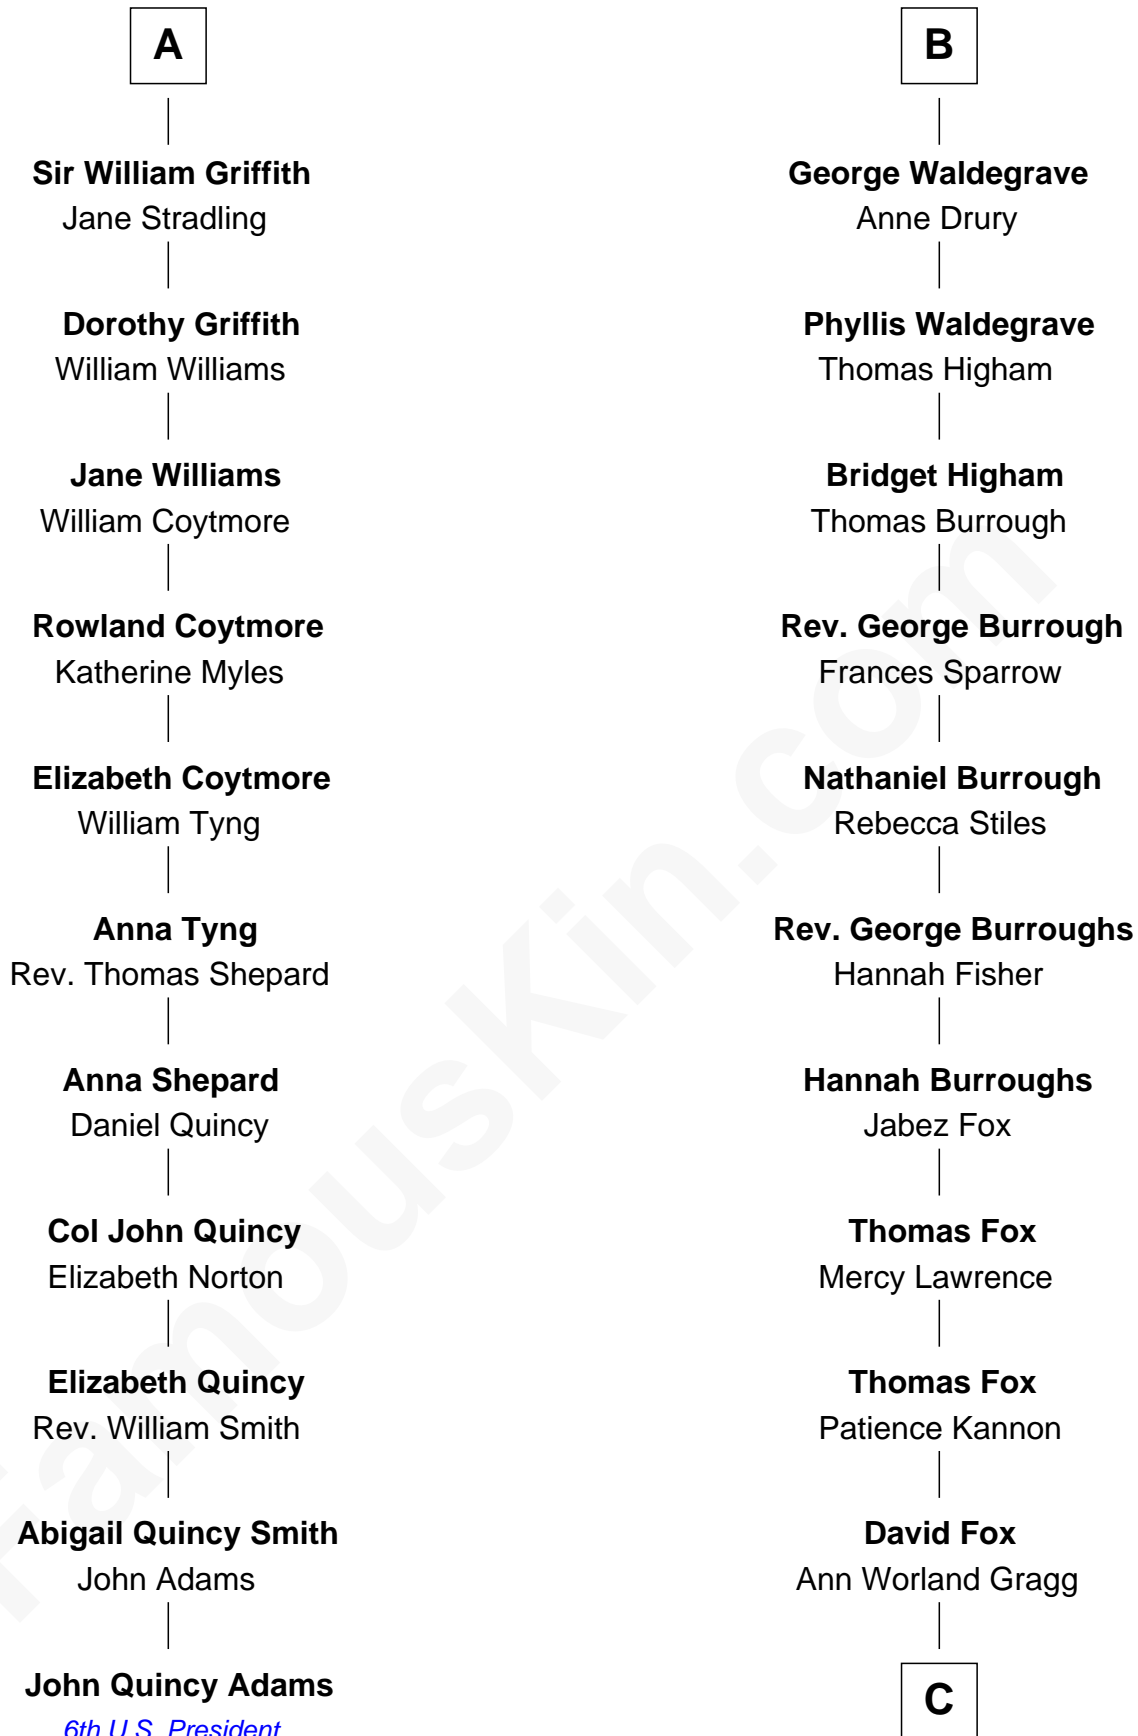 A
Sir William Griffith
Jane Stradling
Dorothy Griffith
William Williams
Jane Williams
William Coytmore
Rowland Coytmore
Katherine Myles
Elizabeth Coytmore
William Tyng
Anna Tyng
Rev. Thomas Shepard
Anna Shepard
Daniel Quincy
Col John Quincy
Elizabeth Norton
Elizabeth Quincy
Rev. William Smith
Abigail Quincy Smith
John Adams
John Quincy Adams
6th U.S. President
B
George Waldegrave
Anne Drury
Phyllis Waldegrave
Thomas Higham
Bridget Higham
Thomas Burrough
Rev. George Burrough
Frances Sparrow
Nathaniel Burrough
Rebecca Stiles
Rev. George Burroughs
Hannah Fisher
Hannah Burroughs
Jabez Fox
Thomas Fox
Mercy Lawrence
Thomas Fox
Patience Kannon
David Fox
Ann Worland Gragg
C
FamousKin.com